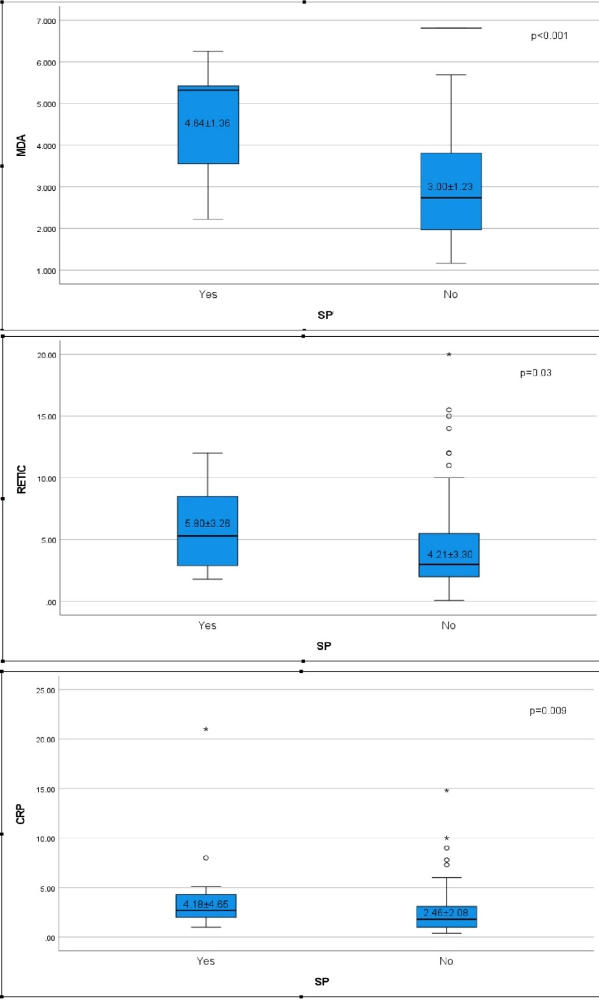 7.000
p<0.001
6.000
5.000
4.64±1.36
4.000
MDA
3.000
3.00±1.23
2.000
1.000
Yes No
SP'
20.00
*
p=0.03
15.00
10.00
RETIC
5.80±3.26
5.00
4.21±3.30
.00
Yes No
SP
25.00
p=0.009
*
20.00
15.00
*
CRP
10.00
*
5.00
4.18±4.65
2.46±2.08
.00
Yes No
SP